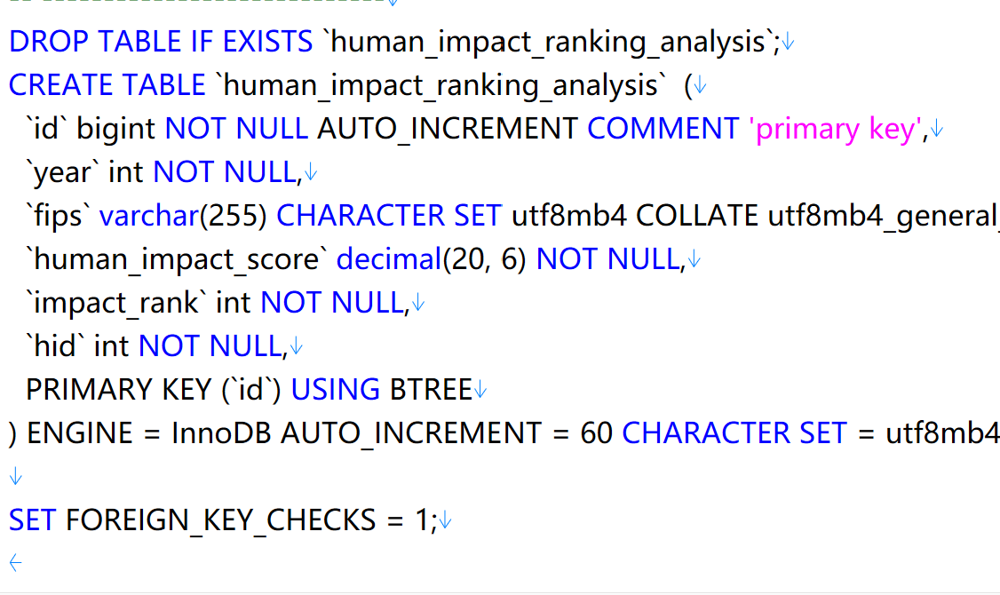 DROP TABLE IF EXISTS `human_impact_ranking_analysis`;↓
CREATE TABLE `human_impact_ranking_analysis`  (↓
  `id` bigint NOT NULL AUTO_INCREMENT COMMENT 'primary key',↓
  `year` int NOT NULL,↓
  `fips` varchar(255) CHARACTER SET utf8mb4 COLLATE utf8mb4_general_
  `human_impact_score` decimal(20, 6) NOT NULL,↓
  `impact_rank` int NOT NULL,↓
  `hid` int NOT NULL,↓
  PRIMARY KEY (`id`) USING BTREE↓
) ENGINE = InnoDB AUTO_INCREMENT = 60 CHARACTER SET = utf8mb4
↓
SET FOREIGN_KEY_CHECKS = 1;↓
←